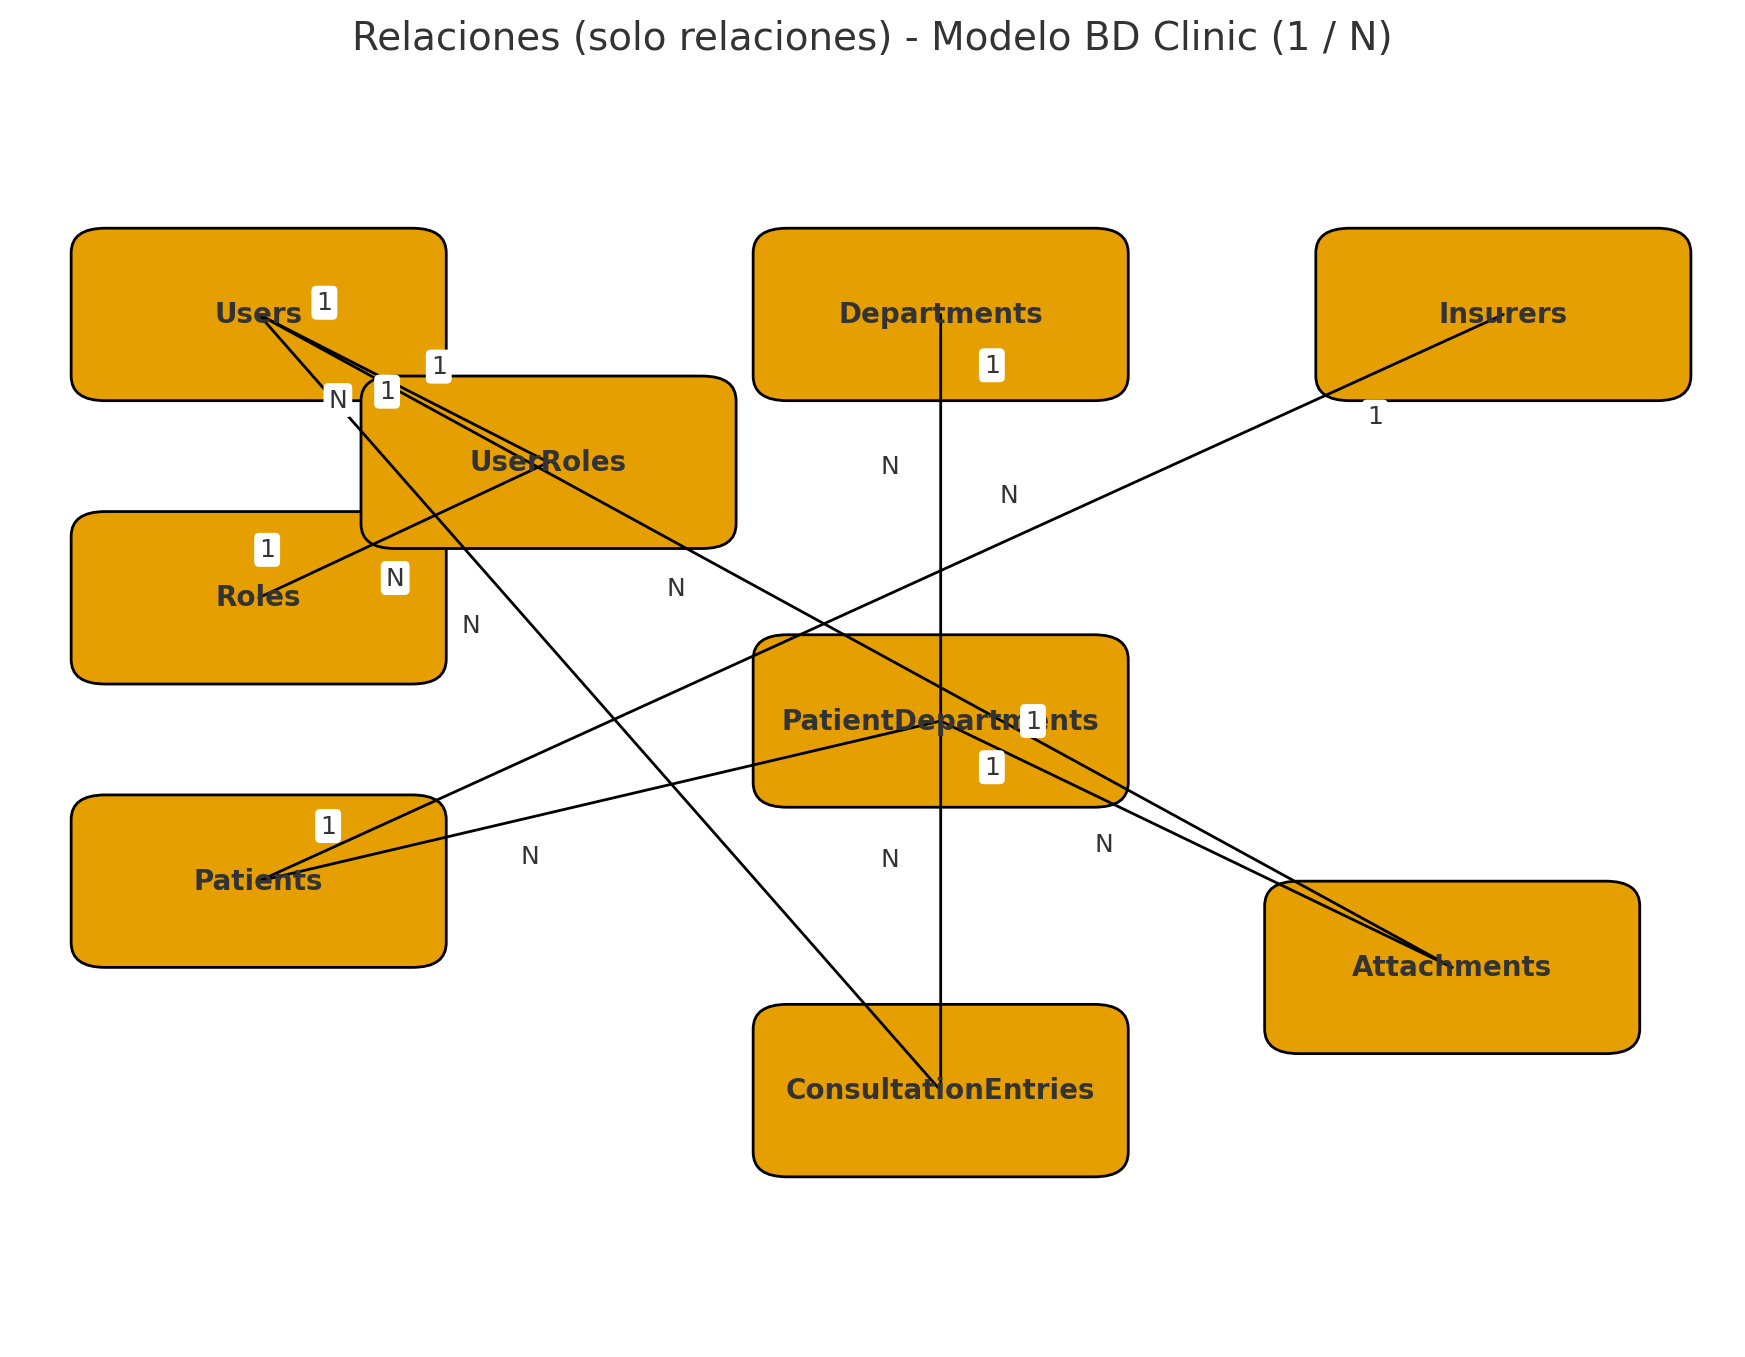 Relaciones (solo relaciones) - Modelo BD Clinic (1 / N)
Users
1
Departments
Insurers
1
1
1
N
1
UserRoles
N
N
1
N
N
Roles
N
PatientDepartments
1
1
1
N
N
N
Patients
Attachments
ConsultationEntries